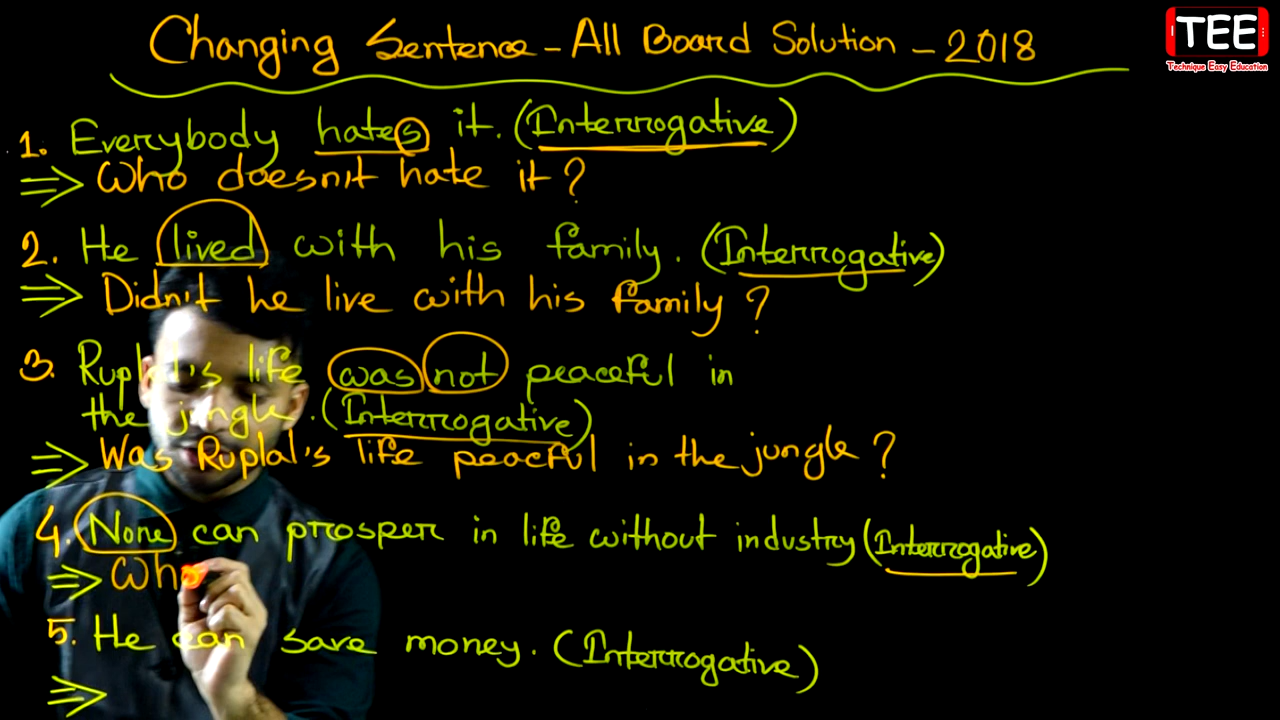 Changing Sentence - All Board Solution - 2018
TEE
Technique Easy Education
1. Everybody hates it. (Interrogative)
⇒ Who doesn't hate it?
2. He lived with his family. (Interrogative)
⇒ Didn't he live with his family?
3. Ruplal's life was not peaceful in
the jungle. (Interrogative)
⇒ Was Ruplal's life peacful in the jungle?
4. None can prosper in life without industry (Interrogative)
⇒ Who
5. He can save money. (Interrogative)
⇒